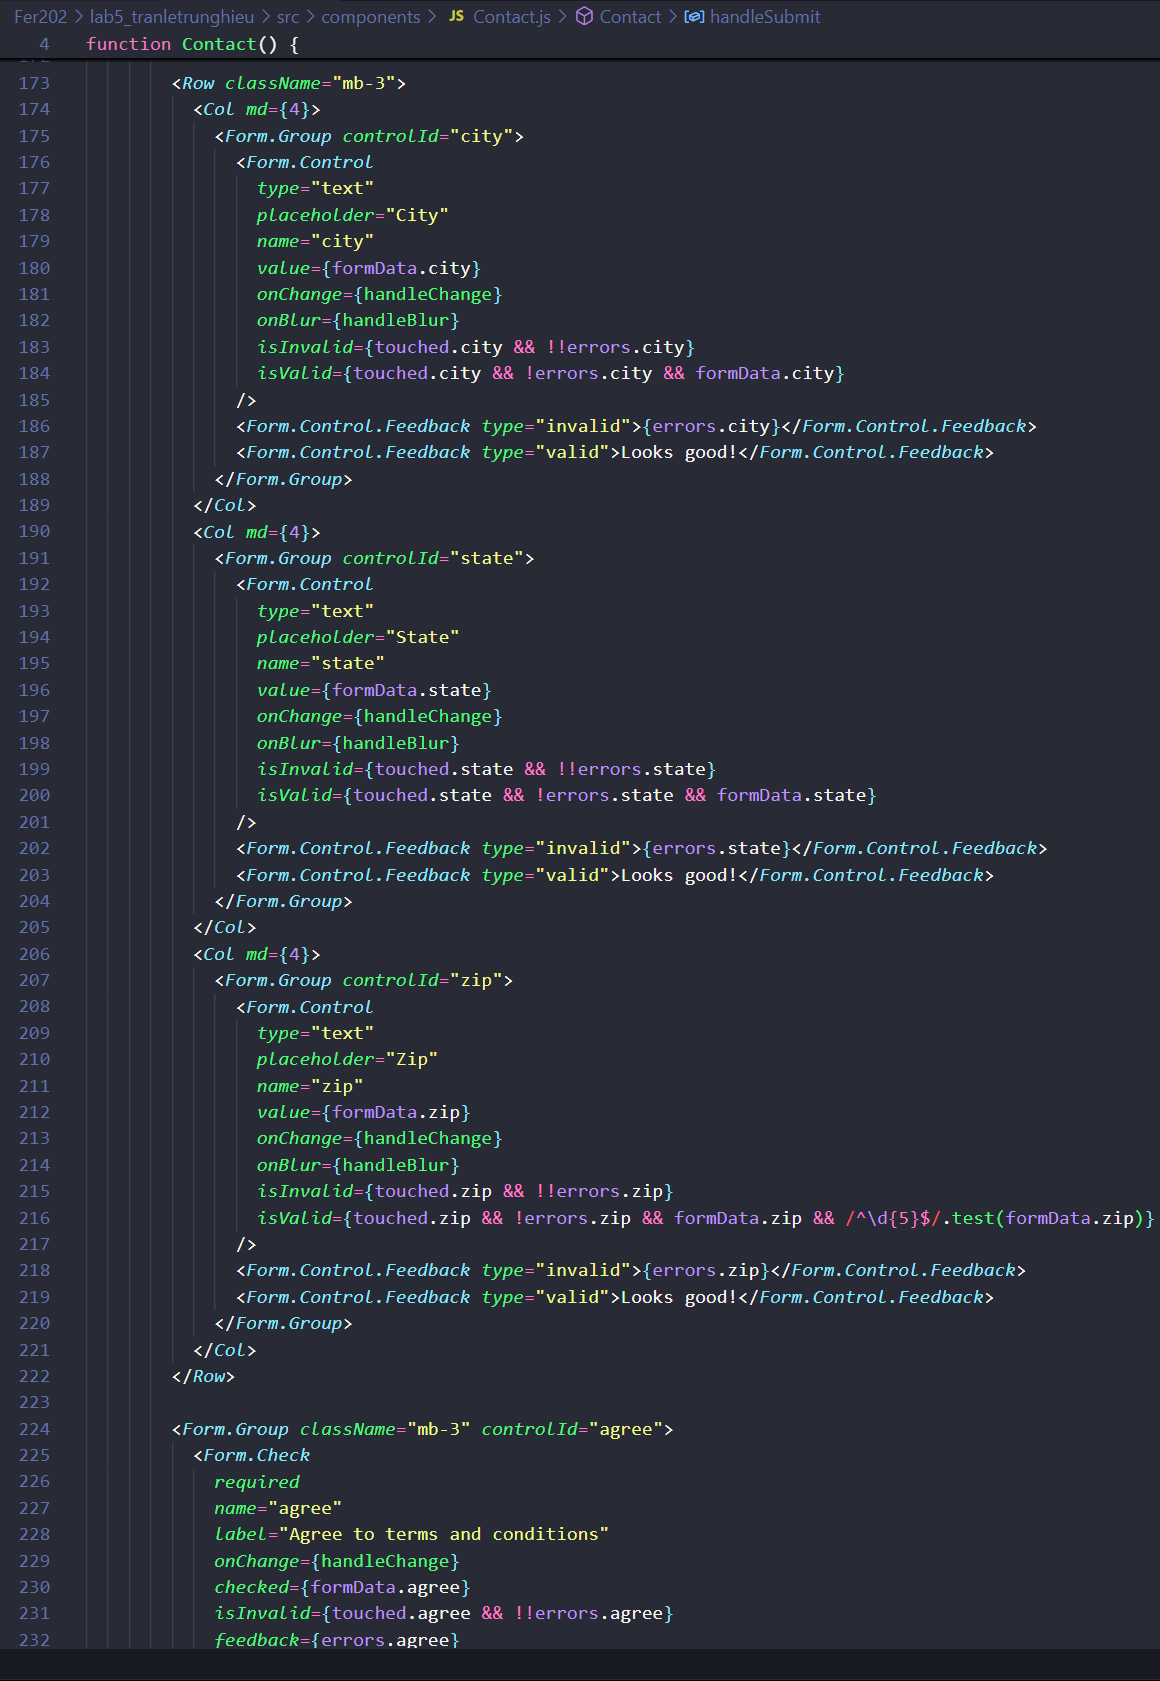 Fer202 > lab5_tranletrunghieu > src > components > JS Contact.js > Contact > handleSubmit
4 function Contact() {
173 <Row className="mb-3">
174 <Col md={4}>
175 <Form.Group controlId="city">
176 <Form.Control
177 type="text"
178 placeholder="City"
179 name="city"
180 value={formData.city}
181 onChange={handleChange}
182 onBlur={handleBlur}
183 isInvalid={touched.city && !!errors.city}
184 isValid={touched.city && !errors.city && formData.city}
185 />
186 <Form.Control.Feedback type="invalid">{errors.city}</Form.Control.Feedback>
187 <Form.Control.Feedback type="valid">Looks good!</Form.Control.Feedback>
188 </Form.Group>
189 </Col>
190 <Col md={4}>
191 <Form.Group controlId="state">
192 <Form.Control
193 type="text"
194 placeholder="State"
195 name="state"
196 value={formData.state}
197 onChange={handleChange}
198 onBlur={handleBlur}
199 isInvalid={touched.state && !!errors.state}
200 isValid={touched.state && !errors.state && formData.state}
201 />
202 <Form.Control.Feedback type="invalid">{errors.state}</Form.Control.Feedback>
203 <Form.Control.Feedback type="valid">Looks good!</Form.Control.Feedback>
204 </Form.Group>
205 </Col>
206 <Col md={4}>
207 <Form.Group controlId="zip">
208 <Form.Control
209 type="text"
210 placeholder="Zip"
211 name="zip"
212 value={formData.zip}
213 onChange={handleChange}
214 onBlur={handleBlur}
215 isInvalid={touched.zip && !!errors.zip}
216 isValid={touched.zip && !errors.zip && formData.zip && /^\d{5}$/.test(formData.zip)}
217 />
218 <Form.Control.Feedback type="invalid">{errors.zip}</Form.Control.Feedback>
219 <Form.Control.Feedback type="valid">Looks good!</Form.Control.Feedback>
220 </Form.Group>
221 </Col>
222 </Row>
223
224 <Form.Group className="mb-3" controlId="agree">
225 <Form.Check
226 required
227 name="agree"
228 label="Agree to terms and conditions"
229 onChange={handleChange}
230 checked={formData.agree}
231 isInvalid={touched.agree && !!errors.agree}
232 feedback={errors.agree}